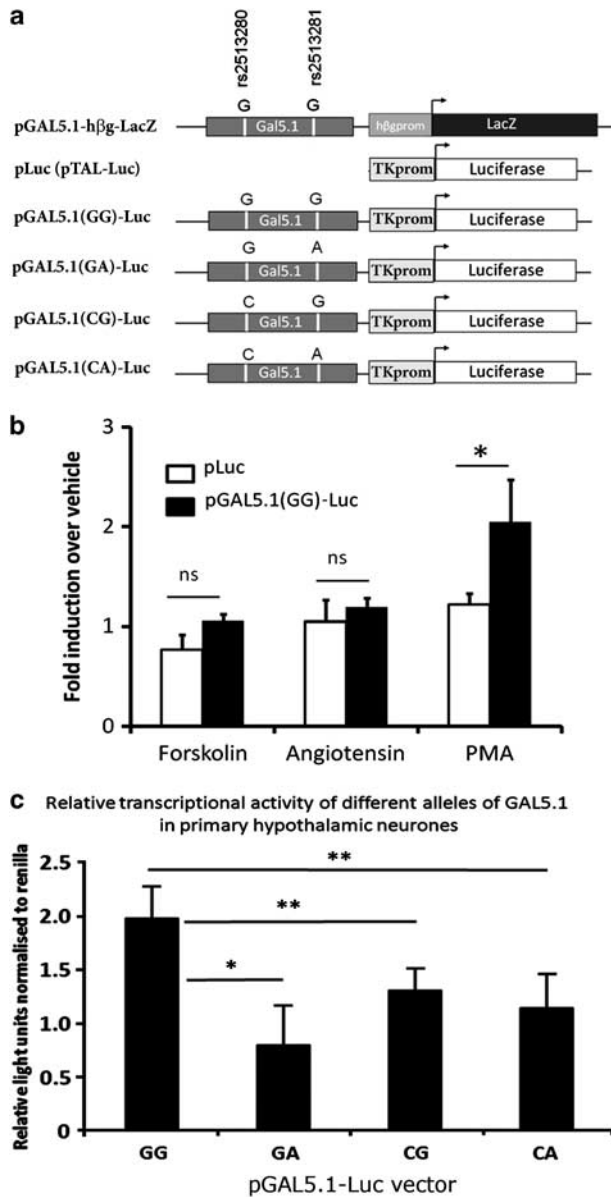 a
rs2513280
rs2513281
G G
pGAL5.1-hβg-LacZ Gal5.1 hβgprom LacZ
pLuc (pTAL-Luc) TKprom Luciferase
G G
pGAL5.1(GG)-Luc Gal5.1 TKprom Luciferase
G A
pGAL5.1(GA)-Luc Gal5.1 TKprom Luciferase
C G
pGAL5.1(CG)-Luc Gal5.1 TKprom Luciferase
C A
pGAL5.1(CA)-Luc Gal5.1 TKprom Luciferase
b
Fold induction over vehicle
3
2
1
0
pLuc
pGAL5.1(GG)-Luc
ns
ns
*
Forskolin Angiotensin PMA
c Relative transcriptional activity of different alleles of GAL5.1
in primary hypothalamic neurones
Relative light units normalised to renilla
2.5
2.0
1.5
1.0
0.5
0
**
**
*
GG GA CG CA
pGAL5.1-Luc vector